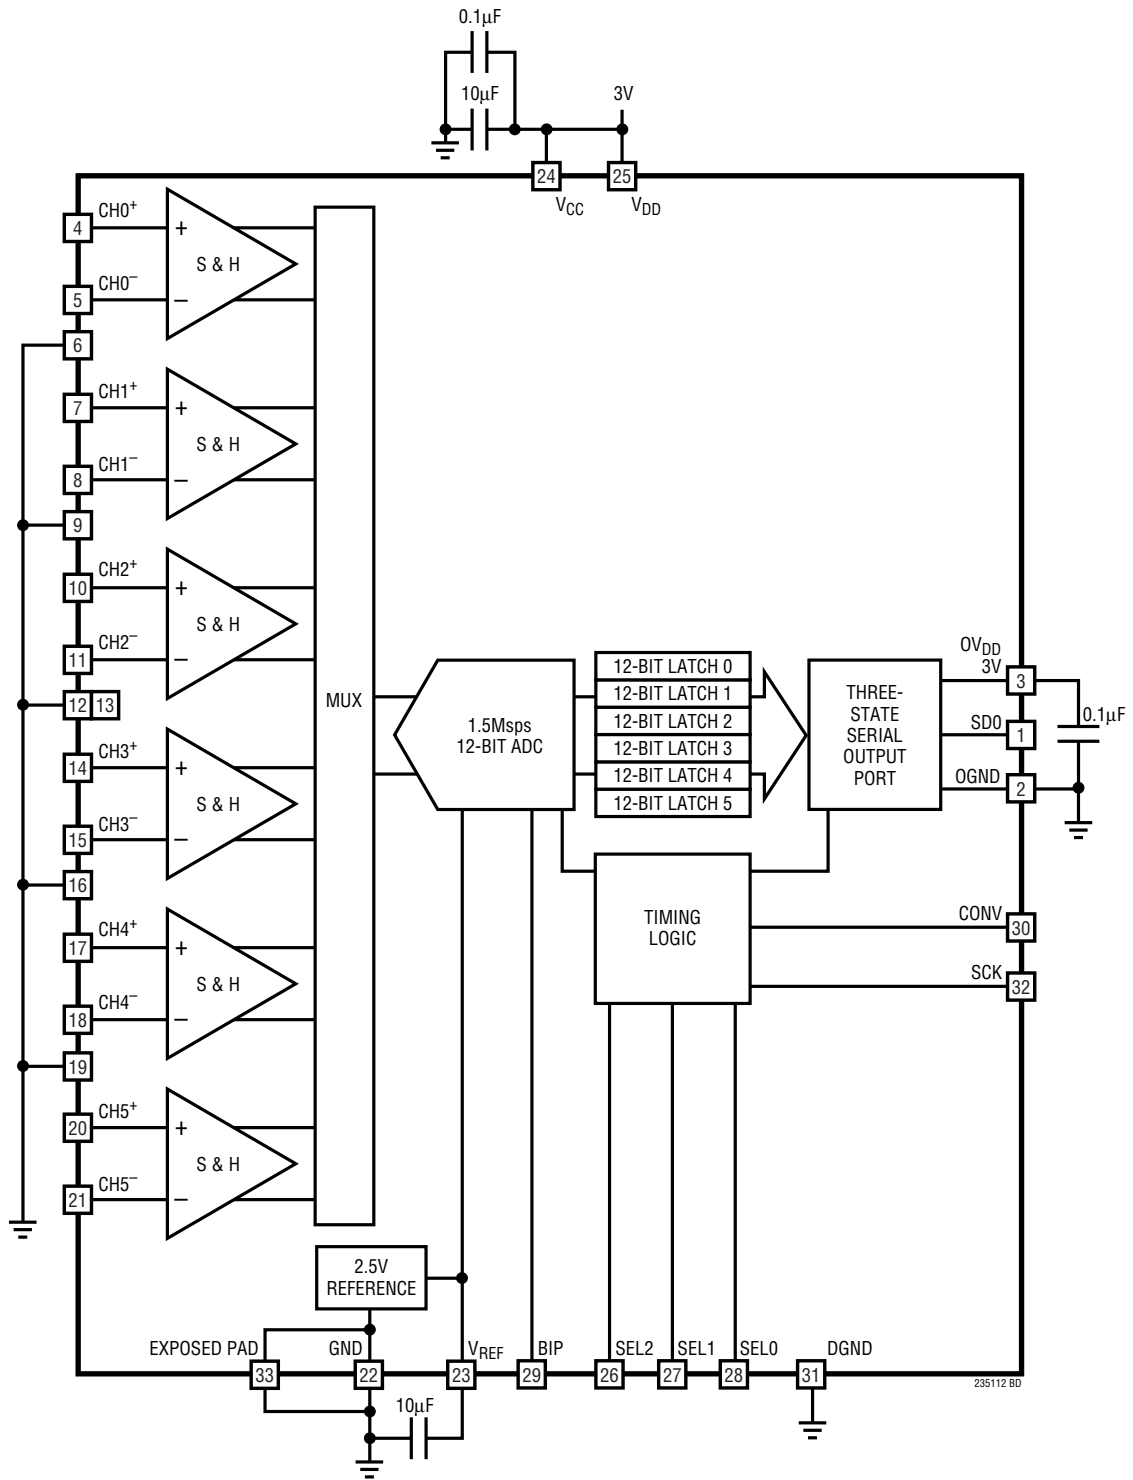 0.1μF
10μF
3V
24
25
VCC
VDD
4
CH0+
+
S & H
5
CH0–
–
6
7
CH1+
+
S & H
8
CH1–
–
9
10
CH2+
+
S & H
11
CH2–
–
12
13
14
CH3+
+
S & H
15
CH3–
–
16
17
CH4+
+
S & H
18
CH4–
–
19
20
CH5+
+
S & H
21
CH5–
–
MUX
1.5Msps
12-BIT ADC
12-BIT LATCH 0
12-BIT LATCH 1
12-BIT LATCH 2
12-BIT LATCH 3
12-BIT LATCH 4
12-BIT LATCH 5
THREE-
STATE
SERIAL
OUTPUT
PORT
OVDD
3V
3
0.1μF
SD0
1
OGND
2
TIMING
LOGIC
CONV
30
SCK
32
2.5V
REFERENCE
EXPOSED PAD
GND
VREF
BIP
SEL2
SEL1
SEL0
DGND
33
22
23
29
26
27
28
31
235112 BD
10μF